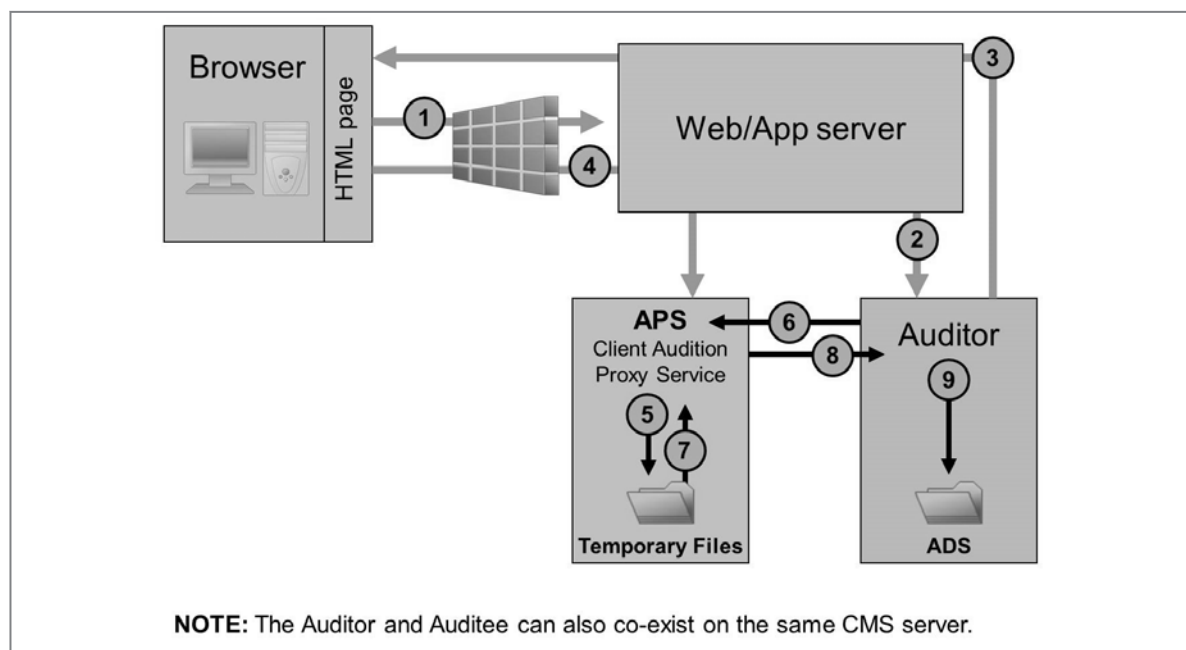 Browser
HTML page
1
4
Web/App server
3
2
APS
Client Audition
Proxy Service
5
7
Temporary Files
6
8
Auditor
9
ADS
NOTE: The Auditor and Auditee can also co-exist on the same CMS server.